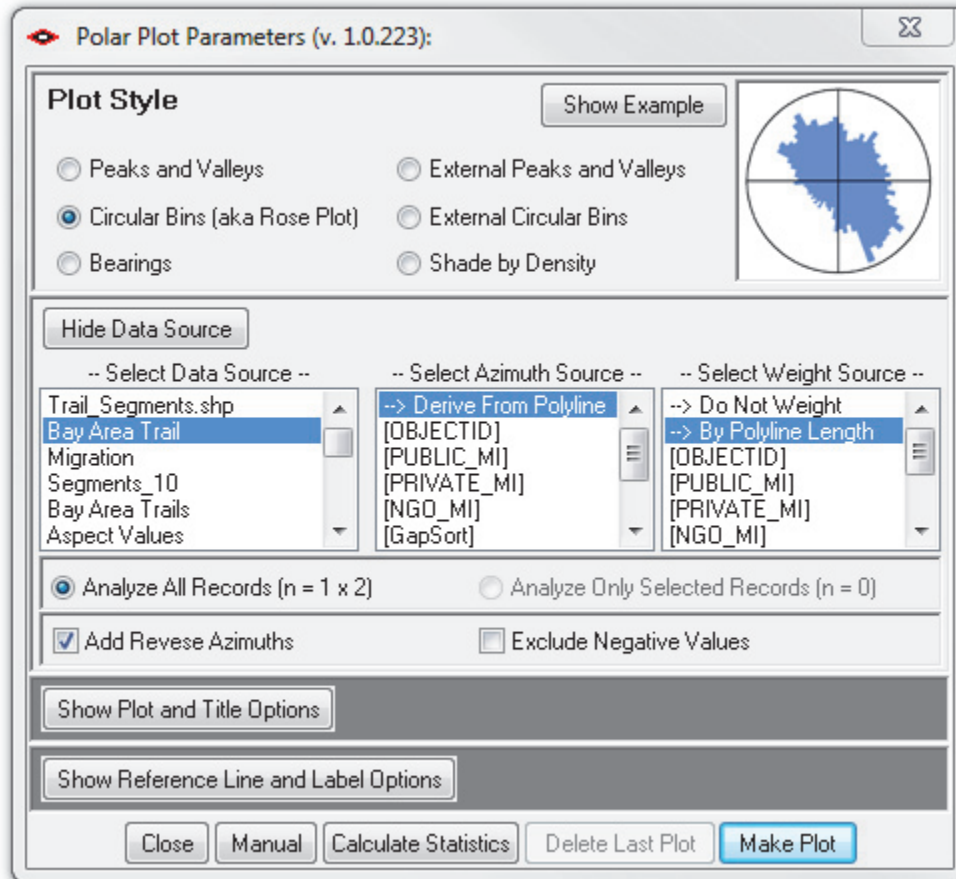 Polar Plot Parameters (v. 1.0.223):
Plot Style
Show Example
Peaks and Valleys
External Peaks and Valleys
Circular Bins (aka Rose Plot)
External Circular Bins
Bearings
Shade by Density
Hide Data Source
-- Select Data Source --
Trail_Segments.shp
Bay Area Trail
Migration
Segments_10
Bay Area Trails
Aspect Values
-- Select Azimuth Source --
--> Derive From Polyline
[OBJECTID]
[PUBLIC_MI]
[PRIVATE_MI]
[NGO_MI]
[GapSort]
-- Select Weight Source --
--> Do Not Weight
--> By Polyline Length
[OBJECTID]
[PUBLIC_MI]
[PRIVATE_MI]
[NGO_MI]
Analyze All Records (n = 1 x 2)
Analyze Only Selected Records (n = 0)
Add Revese Azimuths
Exclude Negative Values
Show Plot and Title Options
Show Reference Line and Label Options
Close
Manual
Calculate Statistics
Delete Last Plot
Make Plot